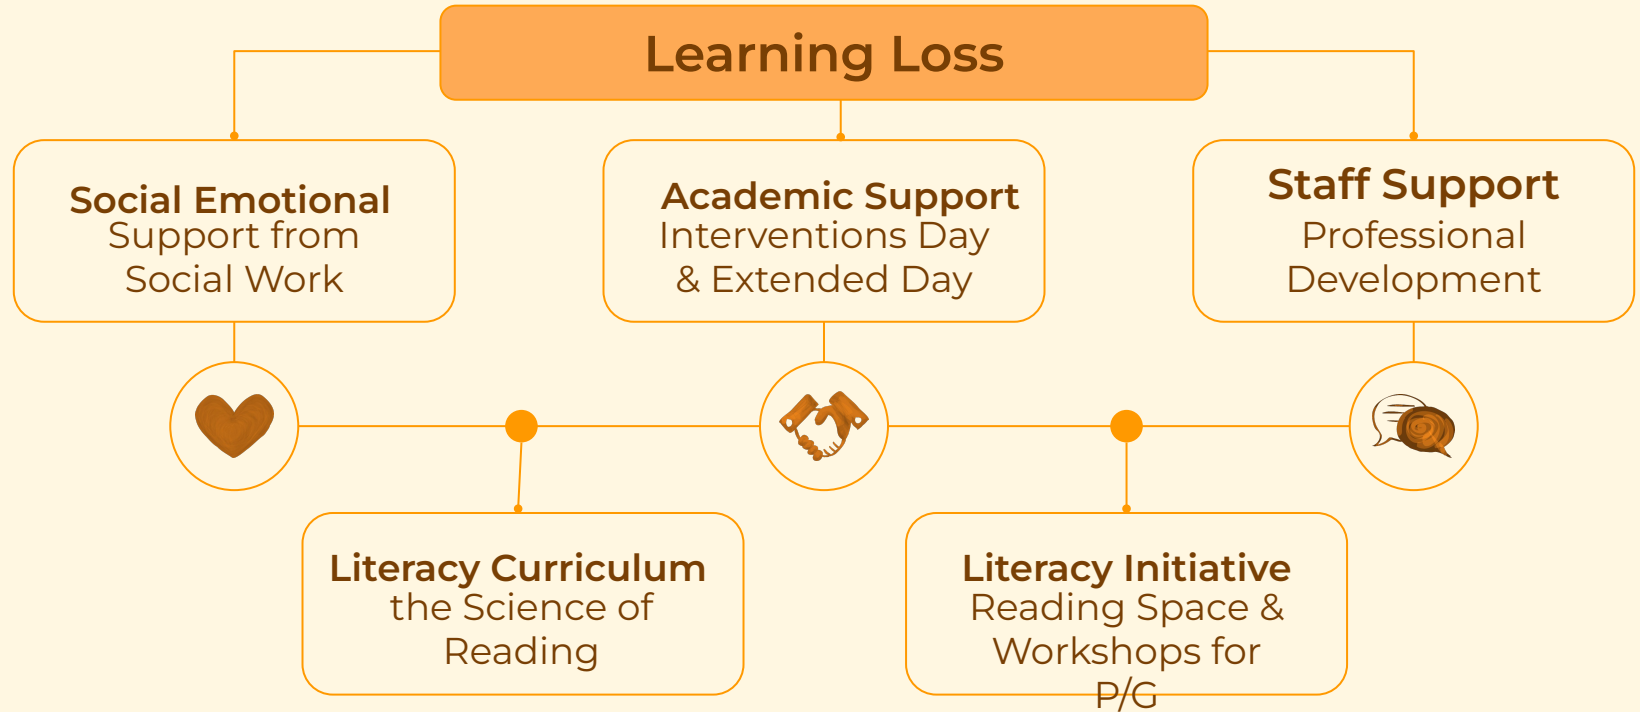 Learning Loss
Social Emotional
Support from
Social Work
Academic Support
Interventions Day
& Extended Day
Staff Support
Professional
Development
Literacy Curriculum
the Science of
Reading
Literacy Initiative
Reading Space &
Workshops for
P/G